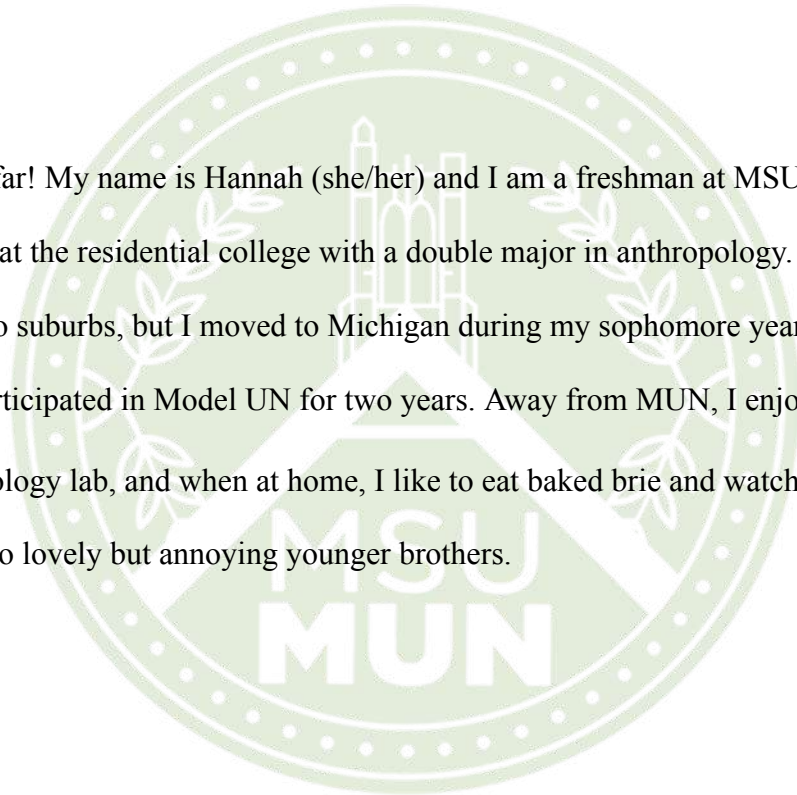 far! My name is Hannah (she/her) and I am a freshman at MSU
at the residential college with a double major in anthropology.
o suburbs, but I moved to Michigan during my sophomore year
rticipated in Model UN for two years. Away from MUN, I enjo
ology lab, and when at home, I like to eat baked brie and watch
o lovely but annoying younger brothers.
MSU
MUN